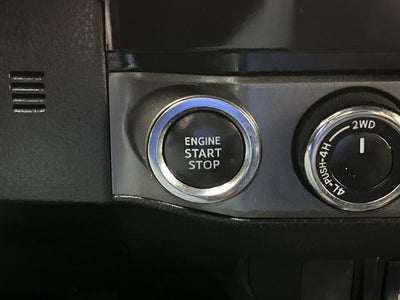 ENGINE
START
STOP
2WD
4L-PUSH-4H